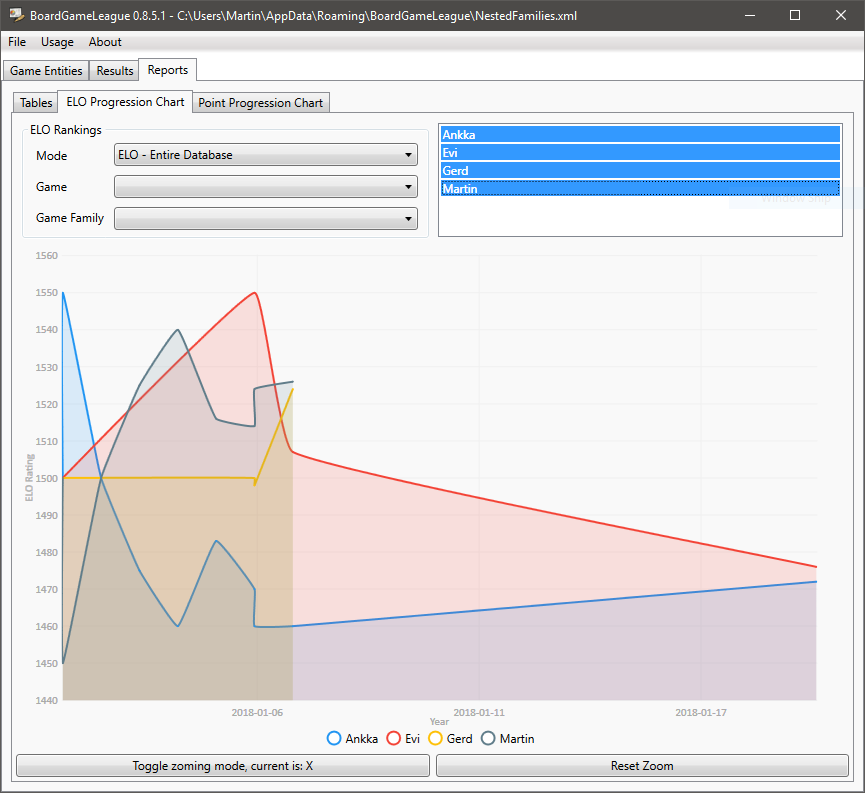 BoardGameLeague 0.8.5.1 - C:\Users\Martin\AppData\Roaming\BoardGameLeague\NestedFamilies.xml
File Usage About
Game Entities Results Reports
Tables ELO Progression Chart Point Progression Chart
ELO Rankings
Mode ELO - Entire Database
Game
Game Family
Ankka
Evi
Gerd
Martin
1560
1550
1540
1530
1520
1510
1500
1490
1480
1470
1460
1450
1440
ELO Rating
2018-01-06 2018-01-11 2018-01-17
Year
Ankka Evi Gerd Martin
Toggle zoming mode, current is: X Reset Zoom